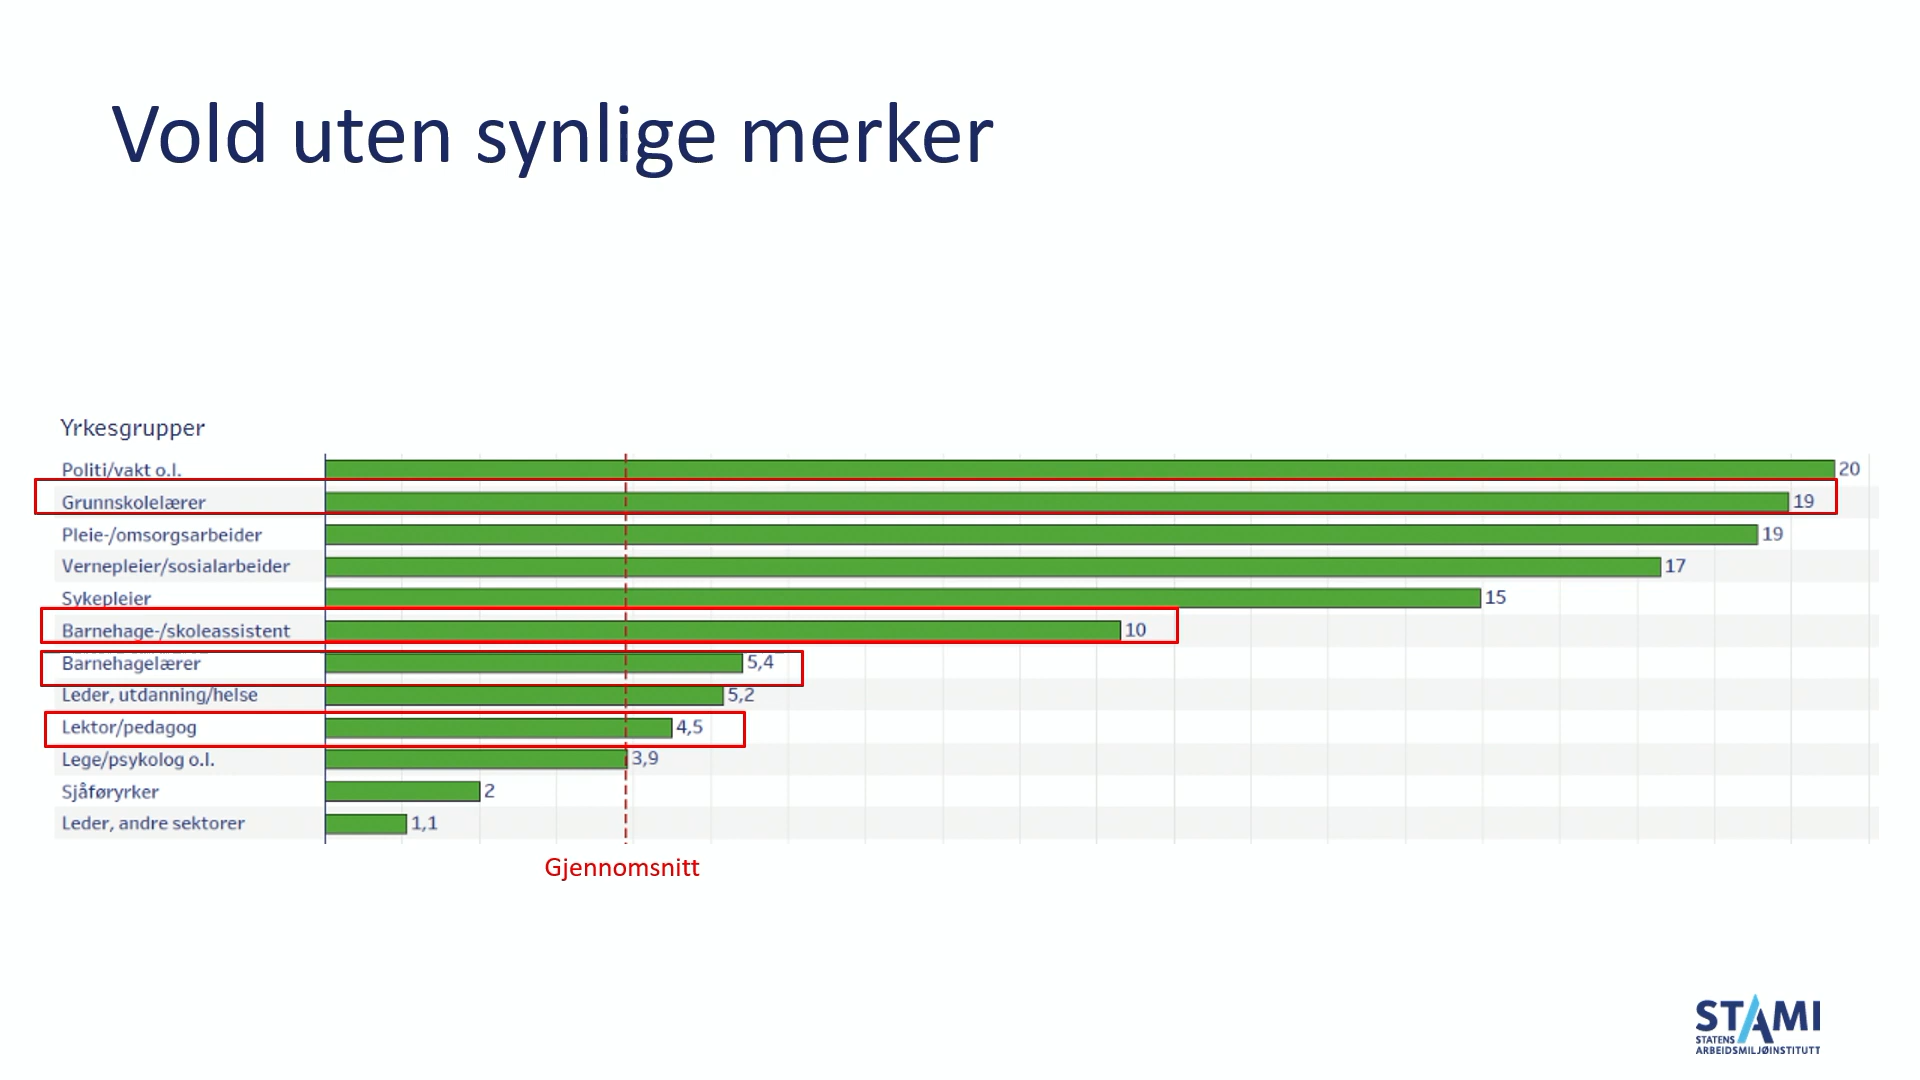 Vold uten synlige merker
Yrkesgrupper
Politi/vakt o.l. 20
Grunnskolelærer 19
Pleie-/omsorgsarbeider 19
Vernepleier/sosialarbeider 17
Sykepleier 15
Barnehage-/skoleassistent 10
Barnehagelærer 5,4
Leder, utdanning/helse 5,2
Lektor/pedagog 4,5
Lege/psykolog o.l. 3,9
Sjåføryrker 2
Leder, andre sektorer 1,1
Gjennomsnitt
STAMI
STATENS
ARBEIDSMILJØINSTITUTT